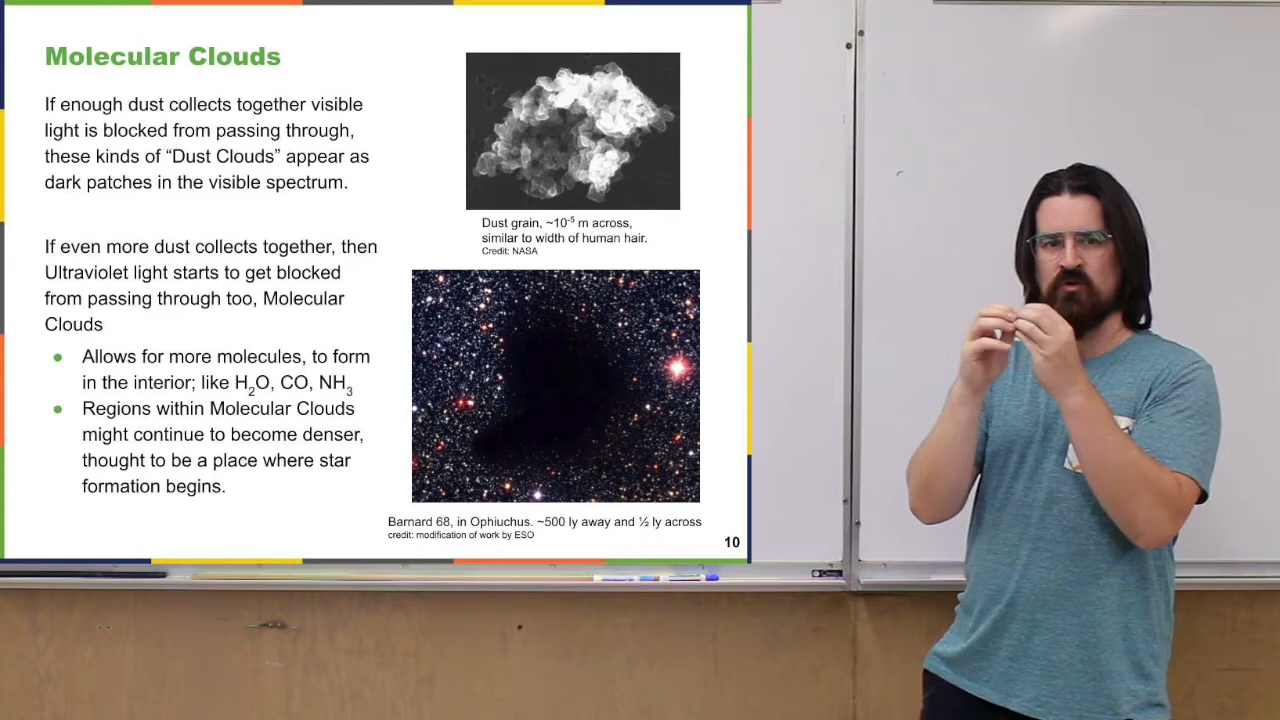 Molecular Clouds
If enough dust collects together visible
light is blocked from passing through,
these kinds of “Dust Clouds” appear as
dark patches in the visible spectrum.
If even more dust collects together, then
Ultraviolet light starts to get blocked
from passing through too, Molecular
Clouds
● Allows for more molecules, to form
in the interior; like H₂O, CO, NH₃
● Regions within Molecular Clouds
might continue to become denser,
thought to be a place where star
formation begins.
Dust grain, ~10⁻⁵ m across,
similar to width of human hair.
Credit: NASA
Barnard 68, in Ophiuchus. ~500 ly away and ½ ly across
credit: modification of work by ESO
10